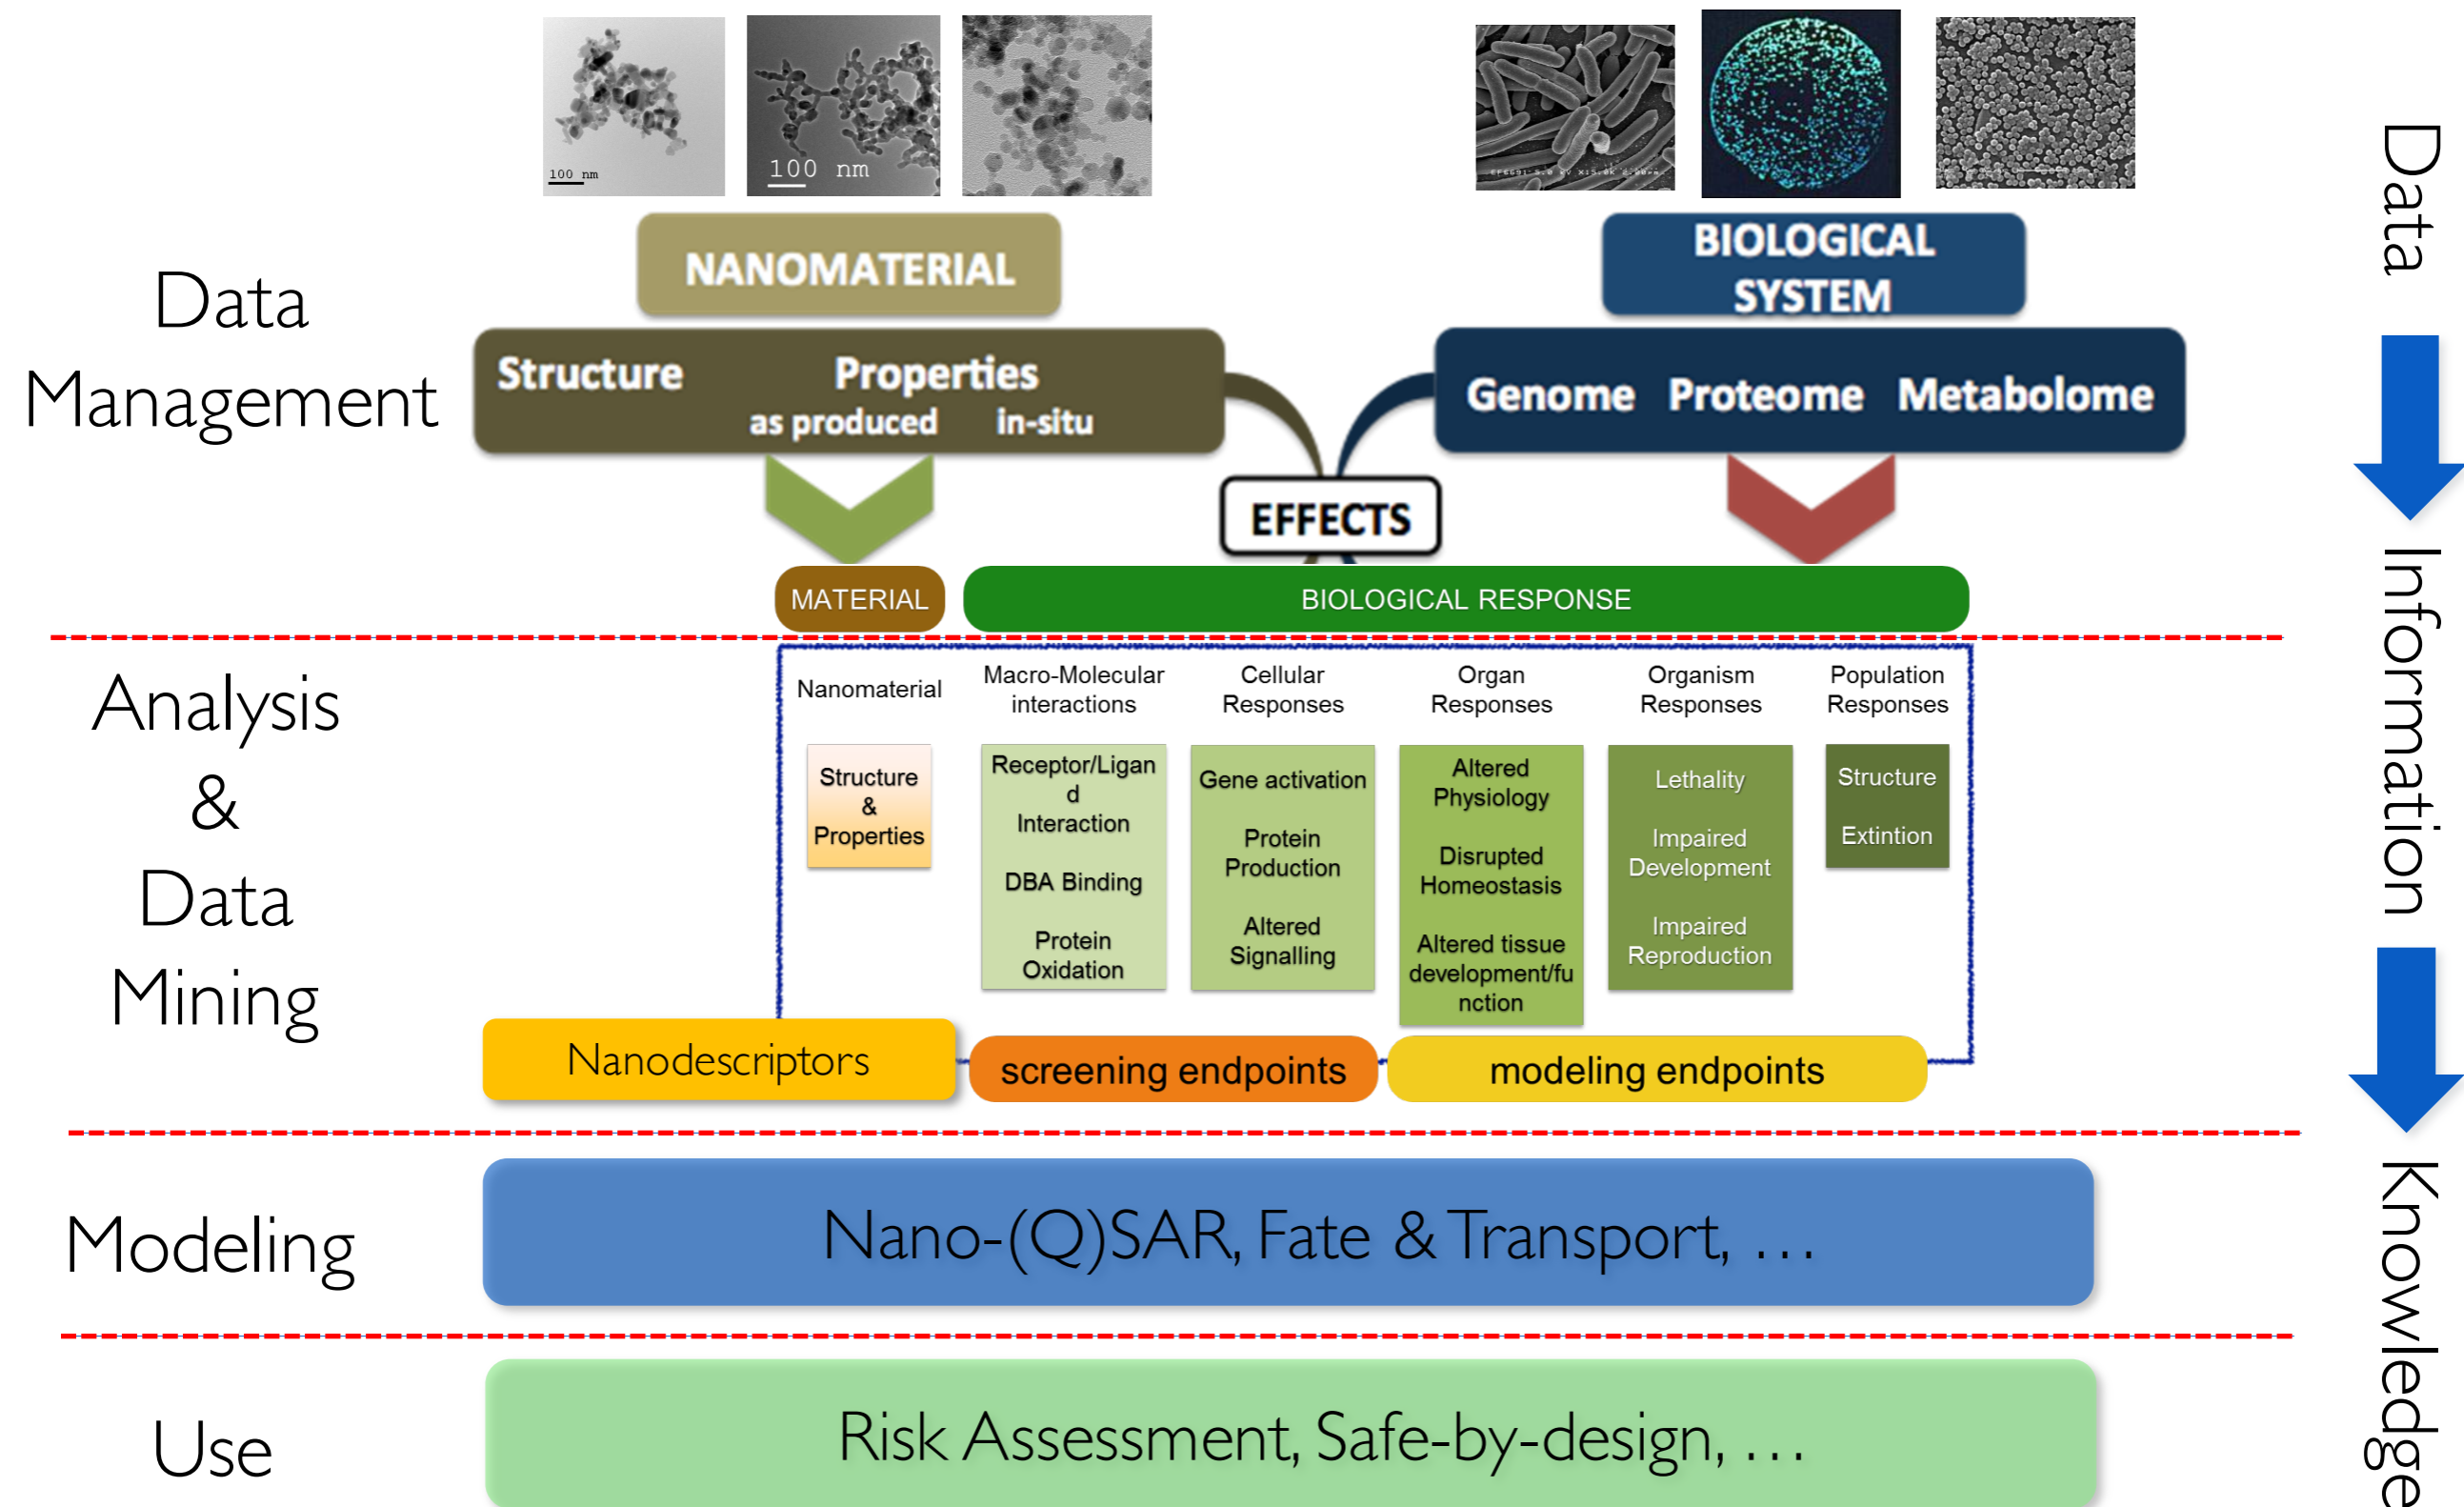 100 nm
100 nm
Data
Management
NANOMATERIAL
Structure Properties
as produced in-situ
BIOLOGICAL
SYSTEM
Genome Proteome Metabolome
EFFECTS
MATERIAL
BIOLOGICAL RESPONSE
Analysis
&
Data
Mining
Nanomaterial
Structure
&
Properties
Macro-Molecular
interactions
Receptor/Ligan
d
Interaction
DBA Binding
Protein
Oxidation
Cellular
Responses
Gene activation
Protein
Production
Altered
Signalling
Organ
Responses
Altered
Physiology
Disrupted
Homeostasis
Altered tissue
development/fu
nction
Organism
Responses
Lethality
Impaired
Development
Impaired
Reproduction
Population
Responses
Structure
Extintion
Nanodescriptors
screening endpoints
modeling endpoints
Modeling
Nano-(Q)SAR, Fate & Transport, ...
Use
Risk Assessment, Safe-by-design, ...
Data
Information
Knowledge